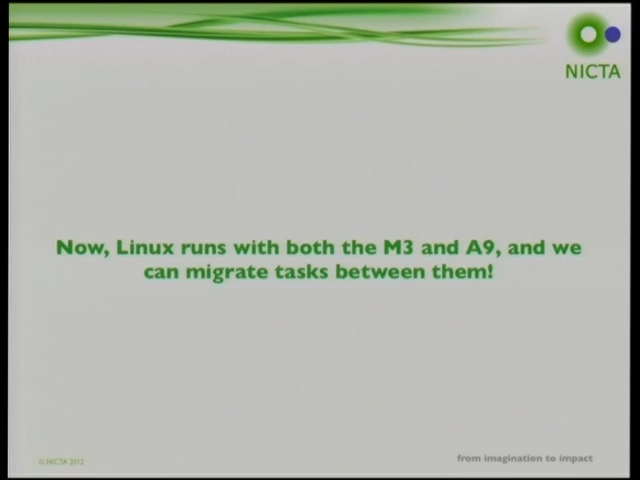 NICTA
Now, Linux runs with both the M3 and A9, and we
can migrate tasks between them!
© NICTA 2012
from imagination to impact